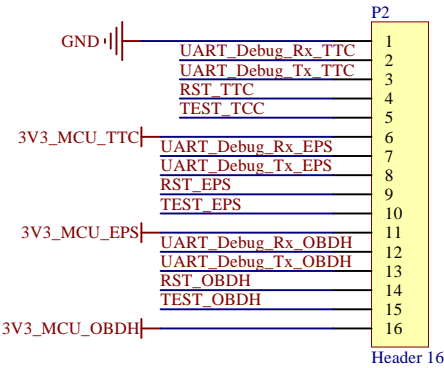 P2
GND 1
UART_Debug_Rx_TTC 2
UART_Debug_Tx_TTC 3
RST_TTC 4
TEST_TCC 5
3V3_MCU_TTC 6
UART_Debug_Rx_EPS 7
UART_Debug_Tx_EPS 8
RST_EPS 9
TEST_EPS 10
3V3_MCU_EPS 11
UART_Debug_Rx_OBDH 12
UART_Debug_Tx_OBDH 13
RST_OBDH 14
TEST_OBDH 15
3V3_MCU_OBDH 16
Header 16